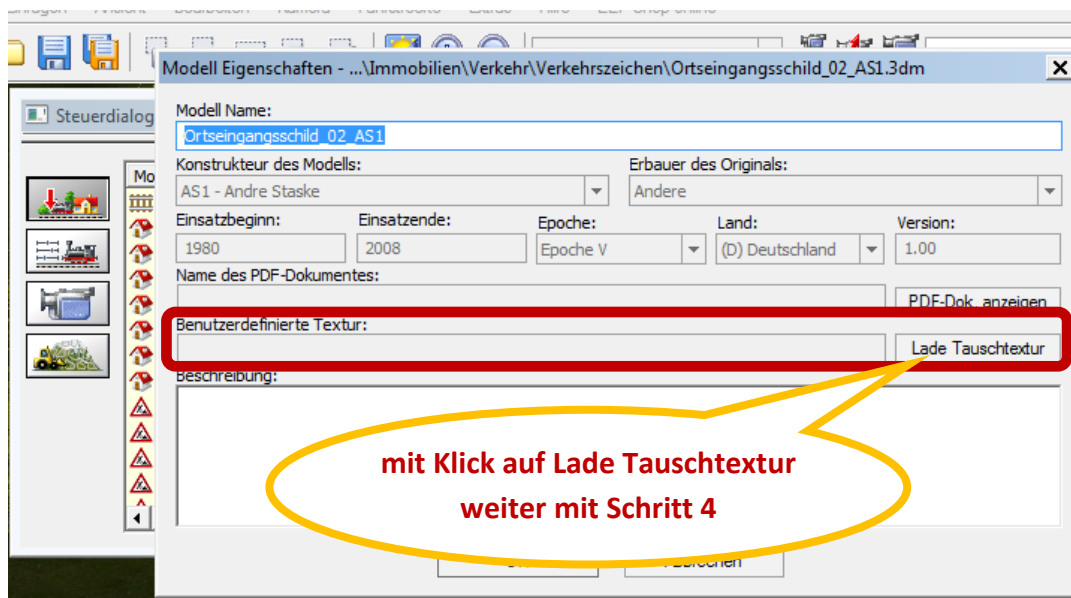 Modell Eigenschaften - ...\Immobilien\Verkehr\Verkehrszeichen\Ortseingangsschild_02_AS1.3dm
Steuerdialog
Modell Name:
Ortseingangsschild_02_AS1
Mo
Konstrukteur des Modells: Erbauer des Originals:
AS1 - Andre Staske Andere
Einsatzbeginn: Einsatzende: Epoche: Land: Version:
1980 2008 Epoche V (D) Deutschland 1.00
Name des PDF-Dokumentes:
PDF-Dok. anzeigen
Benutzerdefinierte Textur:
Lade Tauschtextur
Beschreibung:
mit Klick auf Lade Tauschtextur
weiter mit Schritt 4